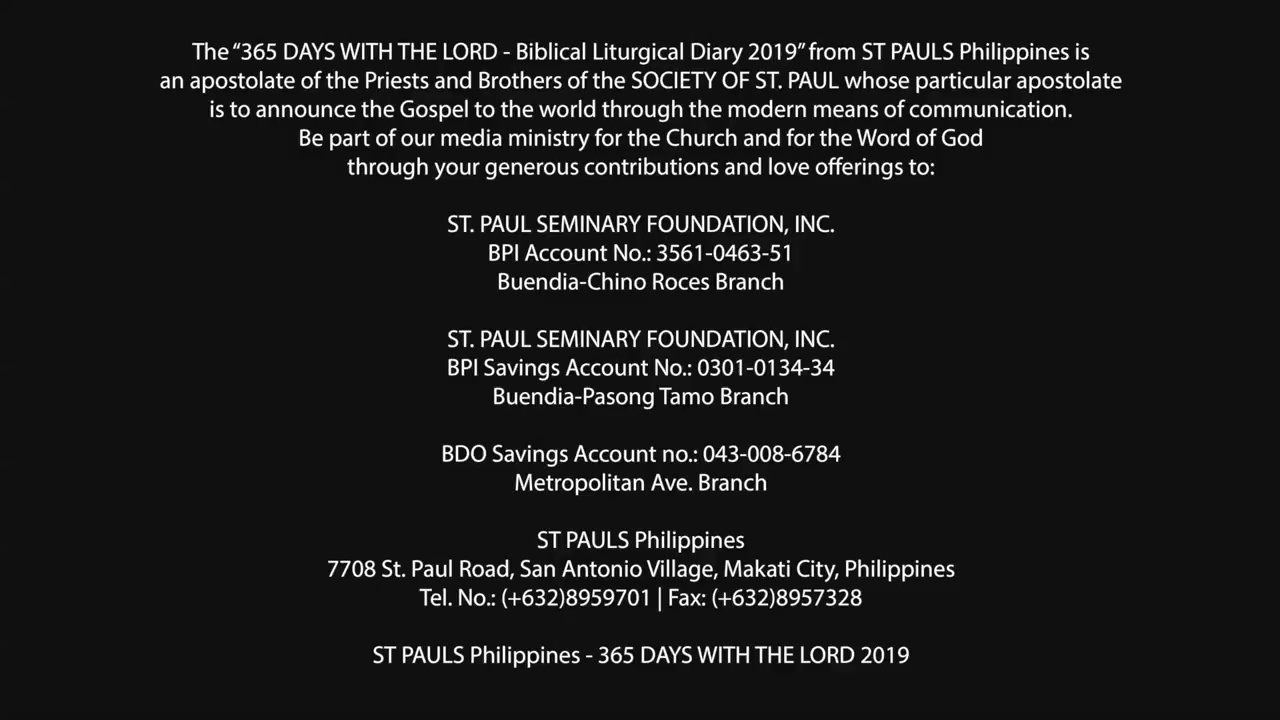 The “365 DAYS WITH THE LORD - Biblical Liturgical Diary 2019” from ST PAULS Philippines is
an apostolate of the Priests and Brothers of the SOCIETY OF ST. PAUL whose particular apostolate
is to announce the Gospel to the world through the modern means of communication.
Be part of our media ministry for the Church and for the Word of God
through your generous contributions and love offerings to:
ST. PAUL SEMINARY FOUNDATION, INC.
BPI Account No.: 3561-0463-51
Buendia-Chino Roces Branch
ST. PAUL SEMINARY FOUNDATION, INC.
BPI Savings Account No.: 0301-0134-34
Buendia-Pasong Tamo Branch
BDO Savings Account no.: 043-008-6784
Metropolitan Ave. Branch
ST PAULS Philippines
7708 St. Paul Road, San Antonio Village, Makati City, Philippines
Tel. No.: (+632)8959701 | Fax: (+632)8957328
ST PAULS Philippines - 365 DAYS WITH THE LORD 2019